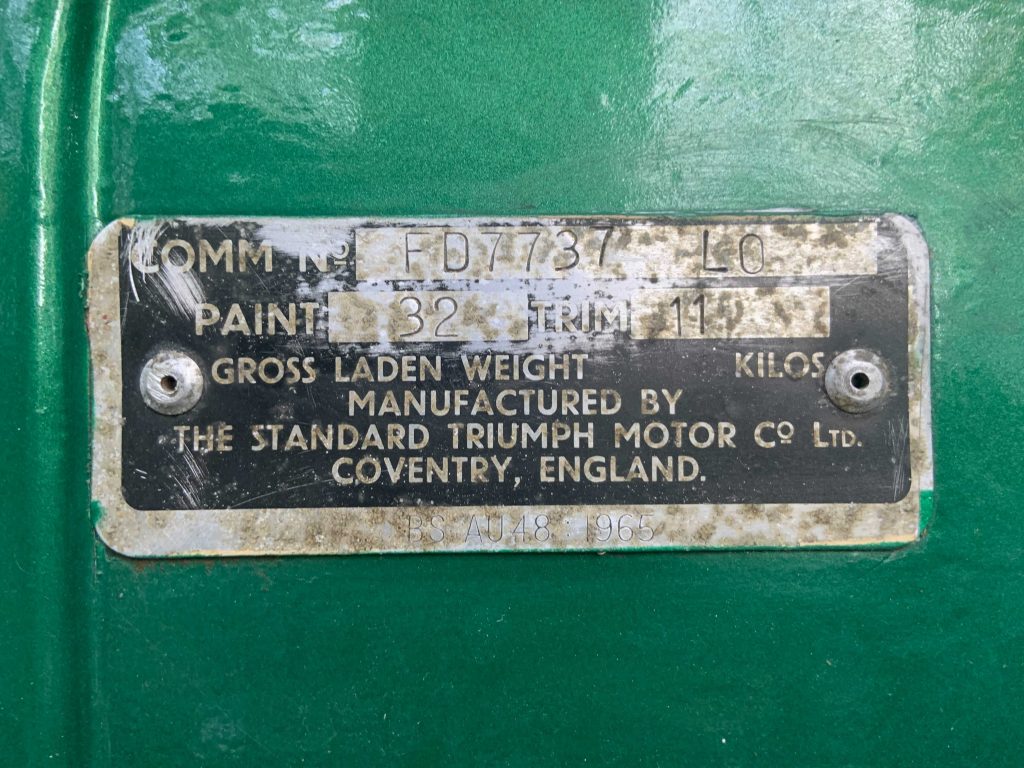 COMM Nº FD7737 LO
PAINT 32 TRIM 11
GROSS LADEN WEIGHT KILOS
MANUFACTURED BY
THE STANDARD TRIUMPH MOTOR Cº LTD.
COVENTRY, ENGLAND.
BS AU48 : 1965